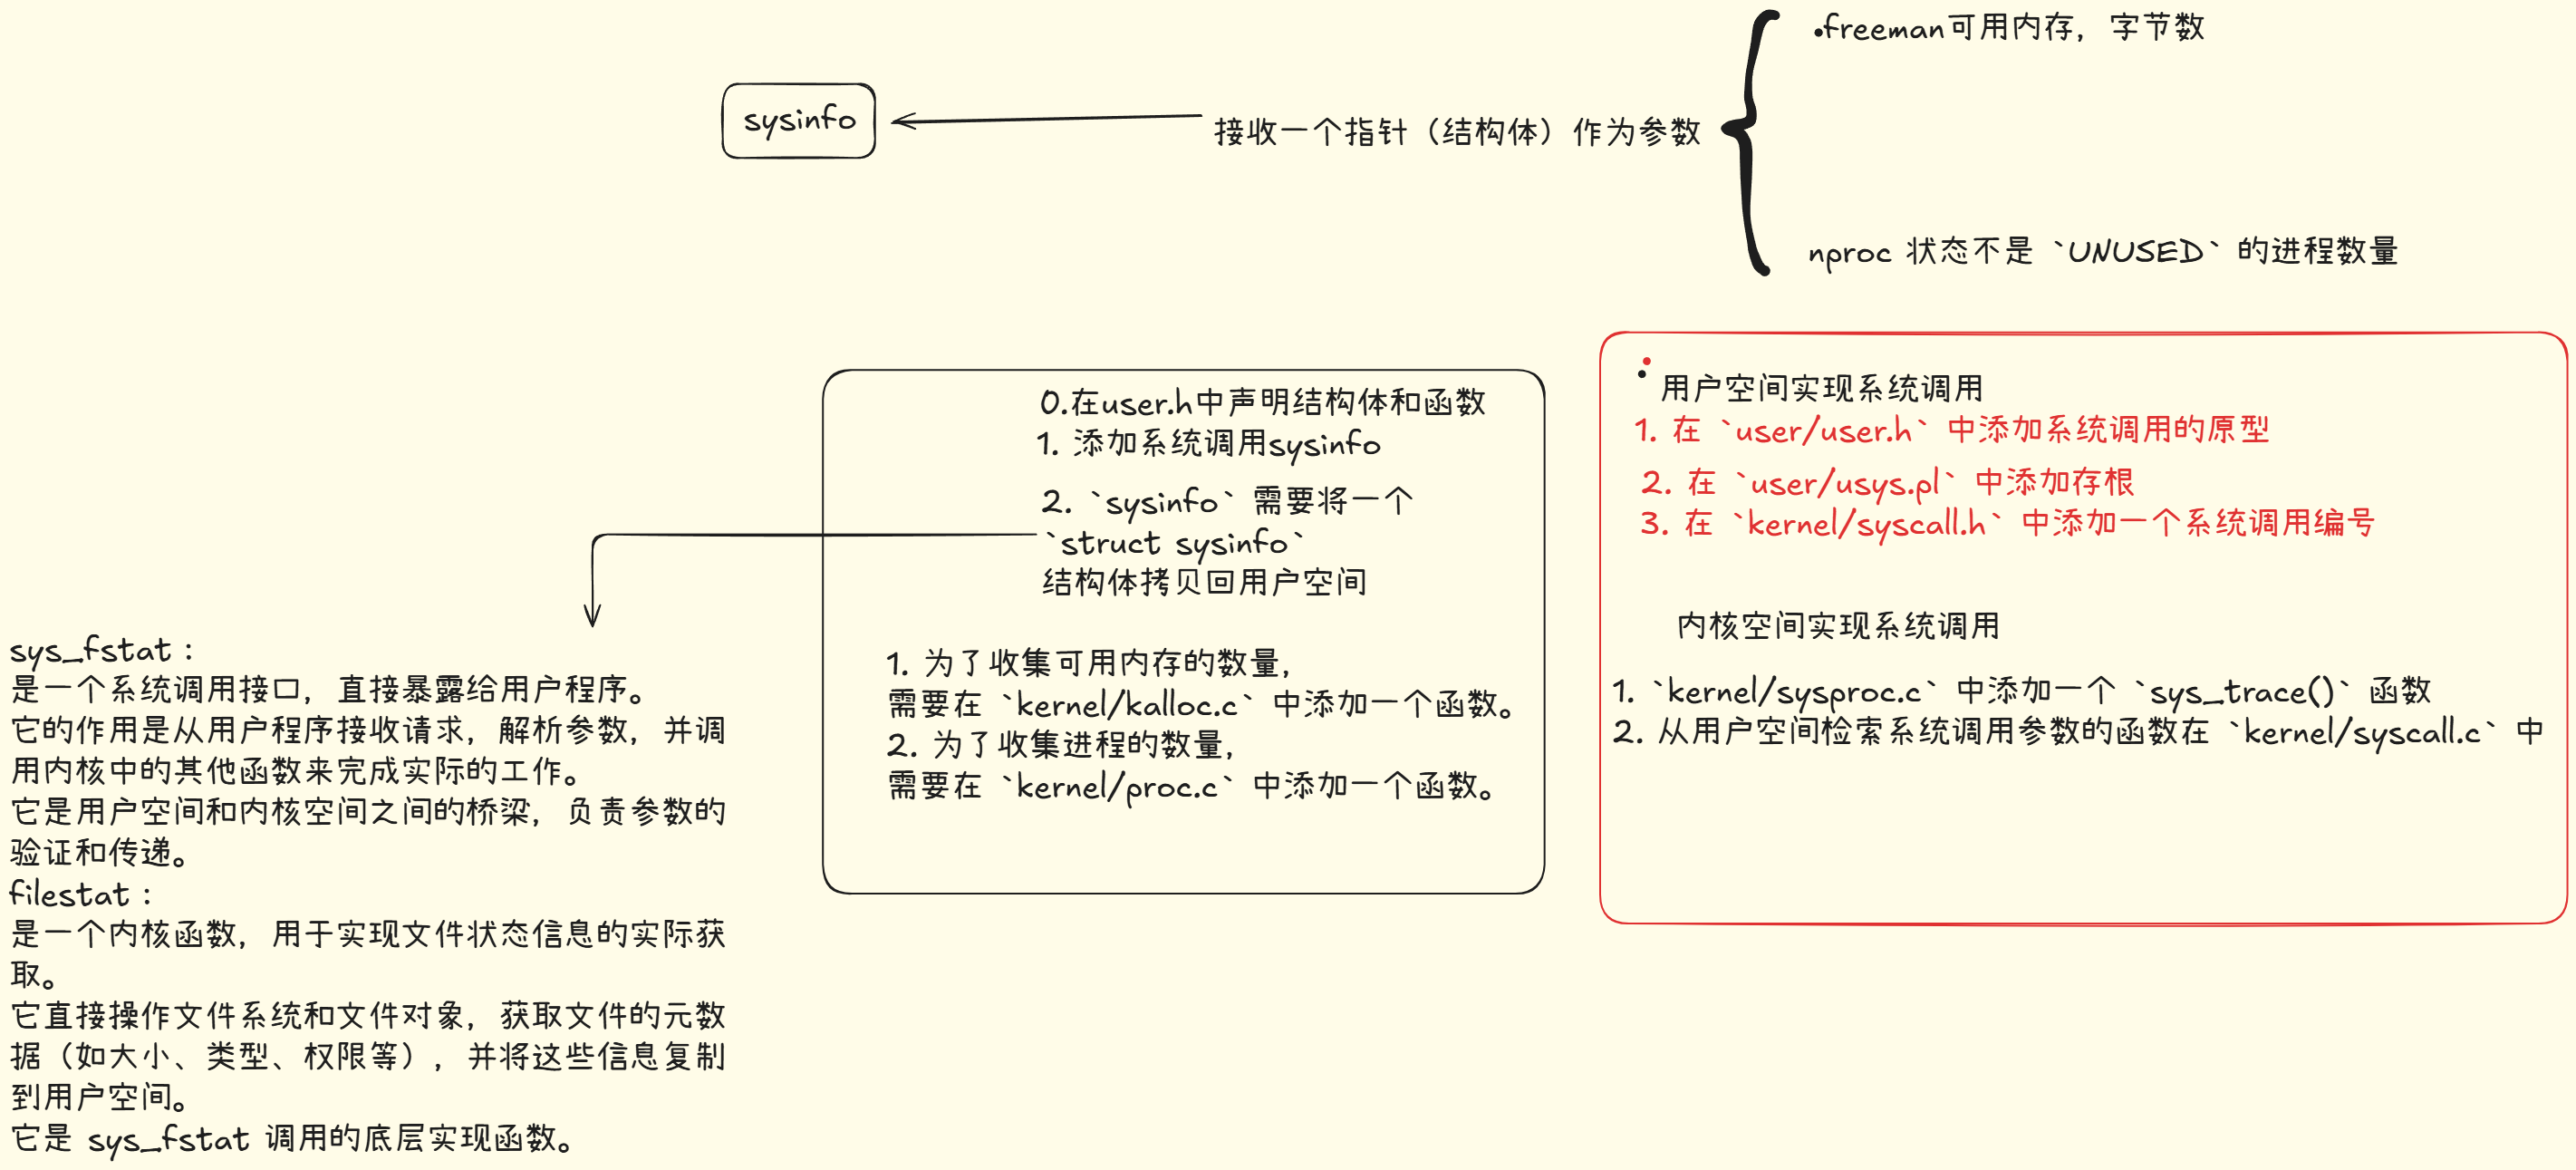 •freeman可用内存，字节数
sysinfo
接收一个指针（结构体）作为参数
nproc 状态不是 `UNUSED` 的进程数量
0.在user.h中声明结构体和函数
1. 添加系统调用sysinfo
2. `sysinfo` 需要将一个
`struct sysinfo`
结构体拷贝回用户空间
1. 为了收集可用内存的数量，
需要在 `kernel/kalloc.c` 中添加一个函数。
2. 为了收集进程的数量，
需要在 `kernel/proc.c` 中添加一个函数。
用户空间实现系统调用
1. 在 `user/user.h` 中添加系统调用的原型
2. 在 `user/usys.pl` 中添加存根
3. 在 `kernel/syscall.h` 中添加一个系统调用编号
内核空间实现系统调用
1. `kernel/sysproc.c` 中添加一个 `sys_trace()` 函数
2. 从用户空间检索系统调用参数的函数在 `kernel/syscall.c` 中
sys_fstat：
是一个系统调用接口，直接暴露给用户程序。
它的作用是从用户程序接收请求，解析参数，并调
用内核中的其他函数来完成实际的工作。
它是用户空间和内核空间之间的桥梁，负责参数的
验证和传递。
filestat：
是一个内核函数，用于实现文件状态信息的实际获
取。
它直接操作文件系统和文件对象，获取文件的元数
据（如大小、类型、权限等），并将这些信息复制
到用户空间。
它是 sys_fstat 调用的底层实现函数。